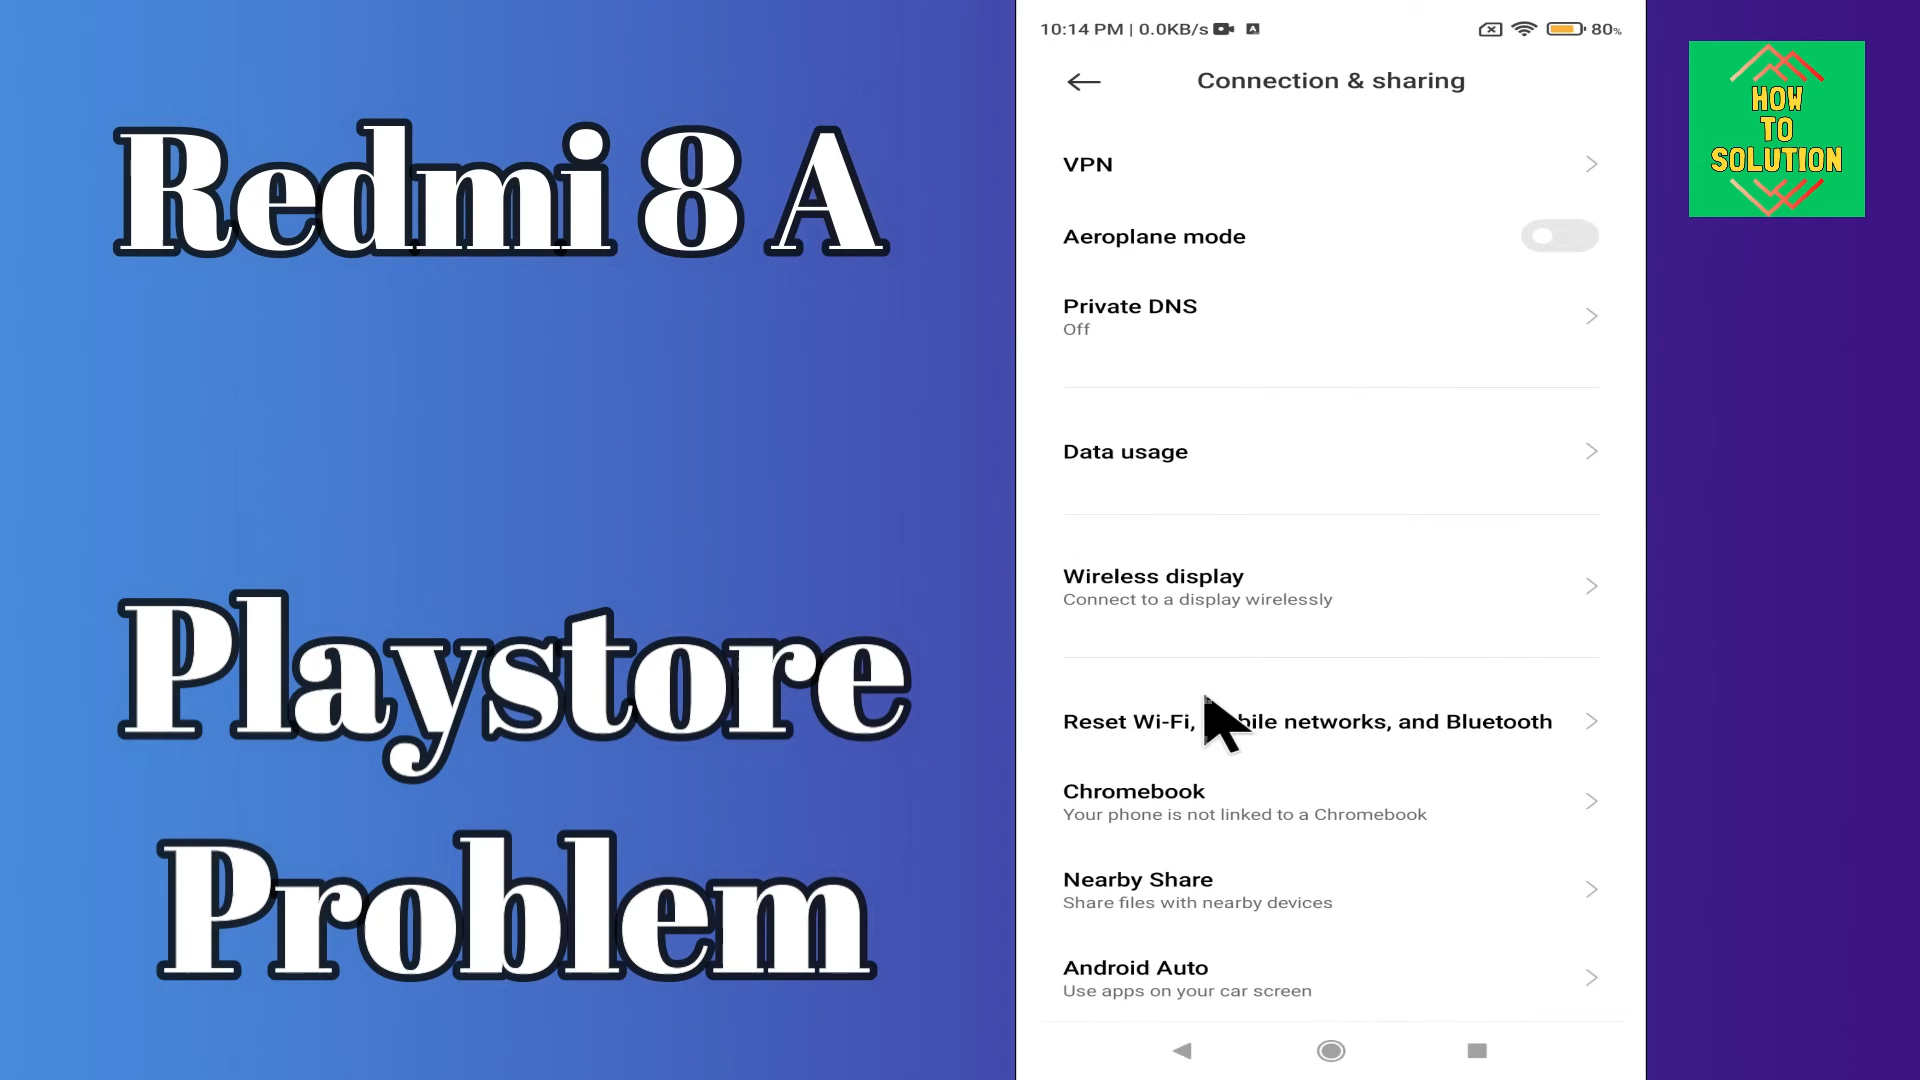 Redmi 8 A
Playstore
Problem
10:14 PM | 0.0KB/s
80%
Connection & sharing
VPN
Aeroplane mode
Private DNS
Off
Data usage
Wireless display
Connect to a display wirelessly
Reset Wi-Fi, bile networks, and Bluetooth
Chromebook
Your phone is not linked to a Chromebook
Nearby Share
Share files with nearby devices
Android Auto
Use apps on your car screen
HOW
TO
SOLUTION